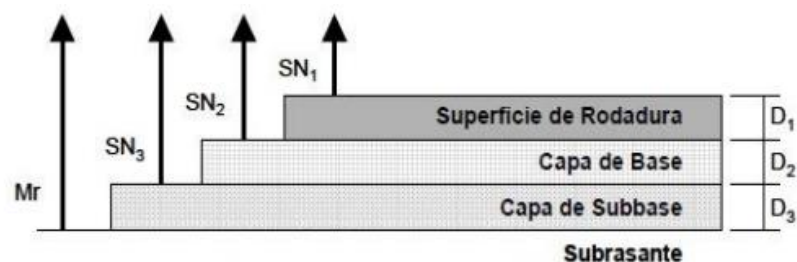 SN₁
Superficie de Rodadura
D₁
SN₂
Capa de Base
D₂
SN₃
Capa de Subbase
D₃
Mr
Subrasante